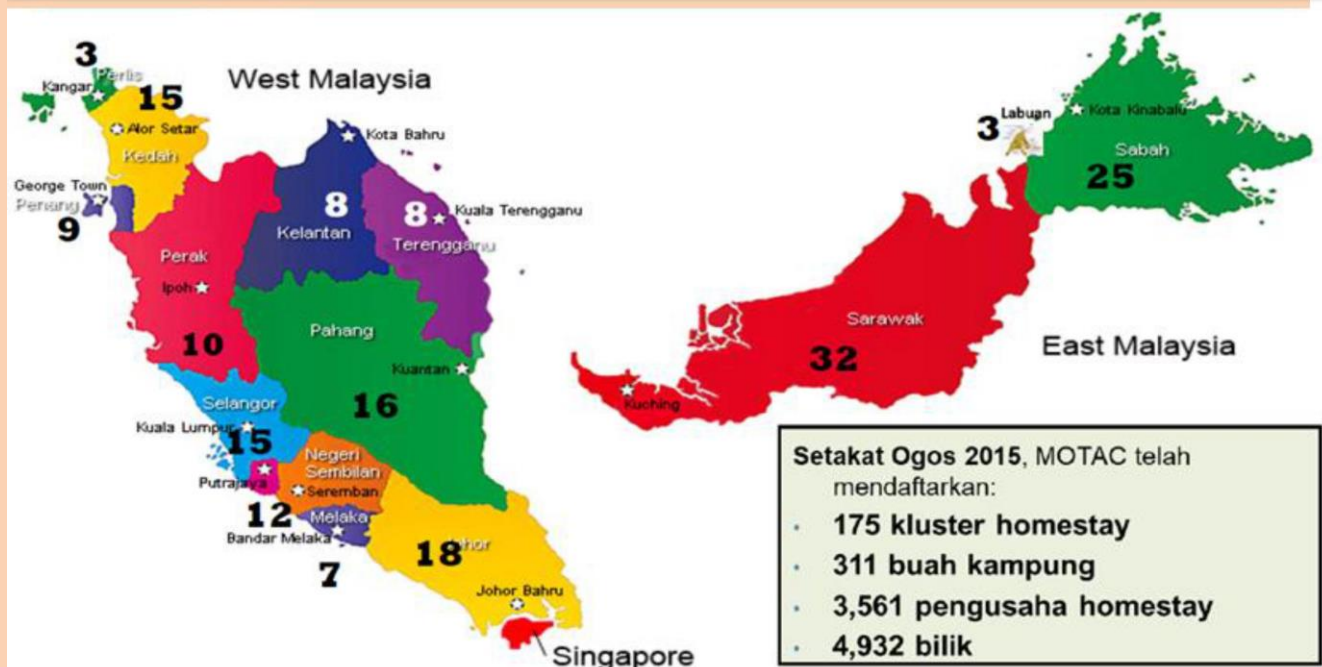 West Malaysia
3
Perlis
Kangar
15
Alor Setar
Kedah
George Town
Penang
9
Kota Bahru
8
Kelantan
8
Kuala Terengganu
Terengganu
Perak
Ipoh
10
Pahang
Kuantan
16
Selangor
Kuala Lumpur
15
Putrajaya
Negeri
Sembilan
Seremban
12
Melaka
Bandar Melaka
7
18
Johor Bahru
Singapore
Labuan
3
Kota Kinabalu
Sabah
25
Sarawak
32
Kuching
East Malaysia
Setakat Ogos 2015, MOTAC telah
mendaftarkan:
· 175 kluster homestay
· 311 buah kampung
· 3,561 pengusaha homestay
· 4,932 bilik